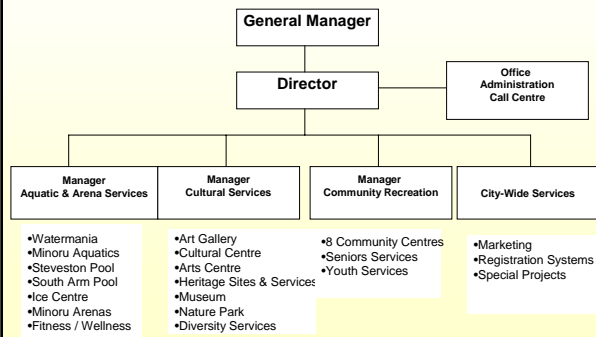 General Manager
Director
Office
Administration
Call Centre
Manager
Aquatic & Arena Services
Manager
Cultural Services
Manager
Community Recreation
City-Wide Services
•Watermania
•Minoru Aquatics
•Steveston Pool
•South Arm Pool
•Ice Centre
•Minoru Arenas
•Fitness / Wellness
•Art Gallery
•Cultural Centre
•Arts Centre
•Heritage Sites & Services
•Museum
•Nature Park
•Diversity Services
•8 Community Centres
•Seniors Services
•Youth Services
•Marketing
•Registration Systems
•Special Projects